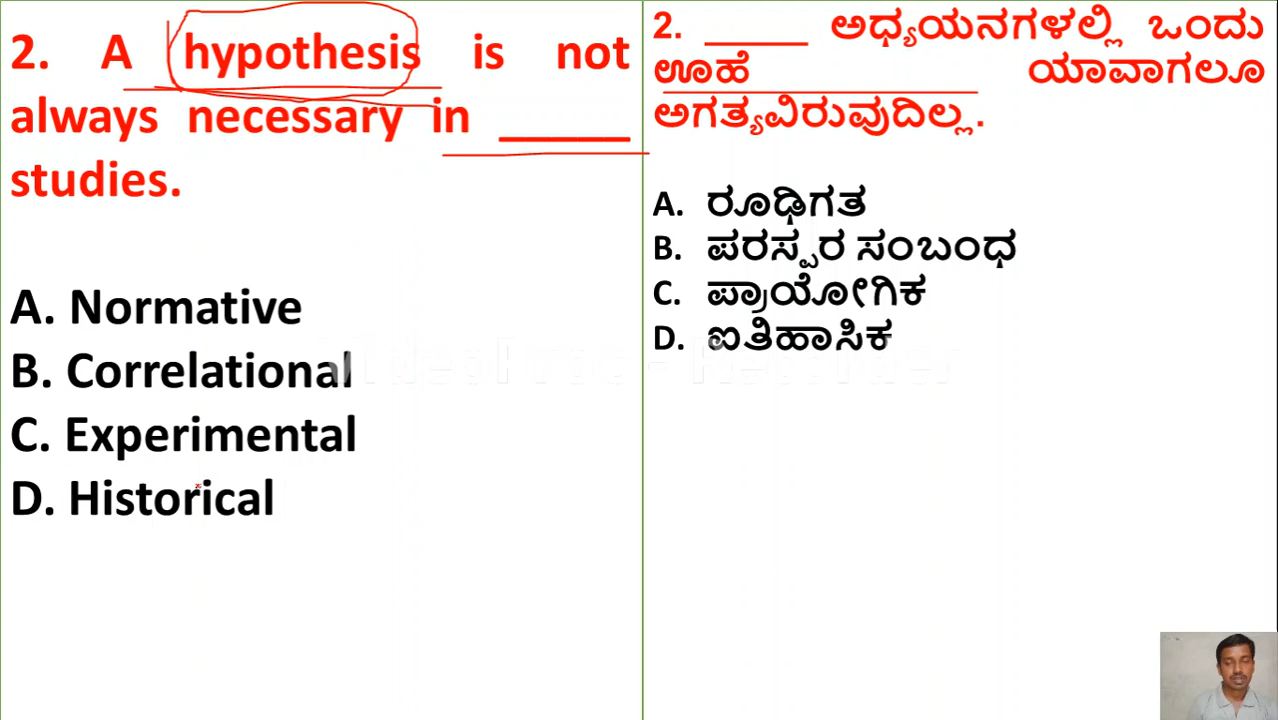 2. A hypothesis is not
always necessary in ______
studies.
A. Normative
B. Correlational
C. Experimental
D. Historical
2. _____ ಅಧ್ಯಯನಗಳಲ್ಲಿ ಒಂದು
ಊಹೆ ಯಾವಾಗಲೂ
ಅಗತ್ಯವಿರುವುದಿಲ್ಲ.
A. ರೂಢಿಗತ
B. ಪರಸ್ಪರ ಸಂಬಂಧ
C. ಪ್ರಾಯೋಗಿಕ
D. ಐತಿಹಾಸಿಕ